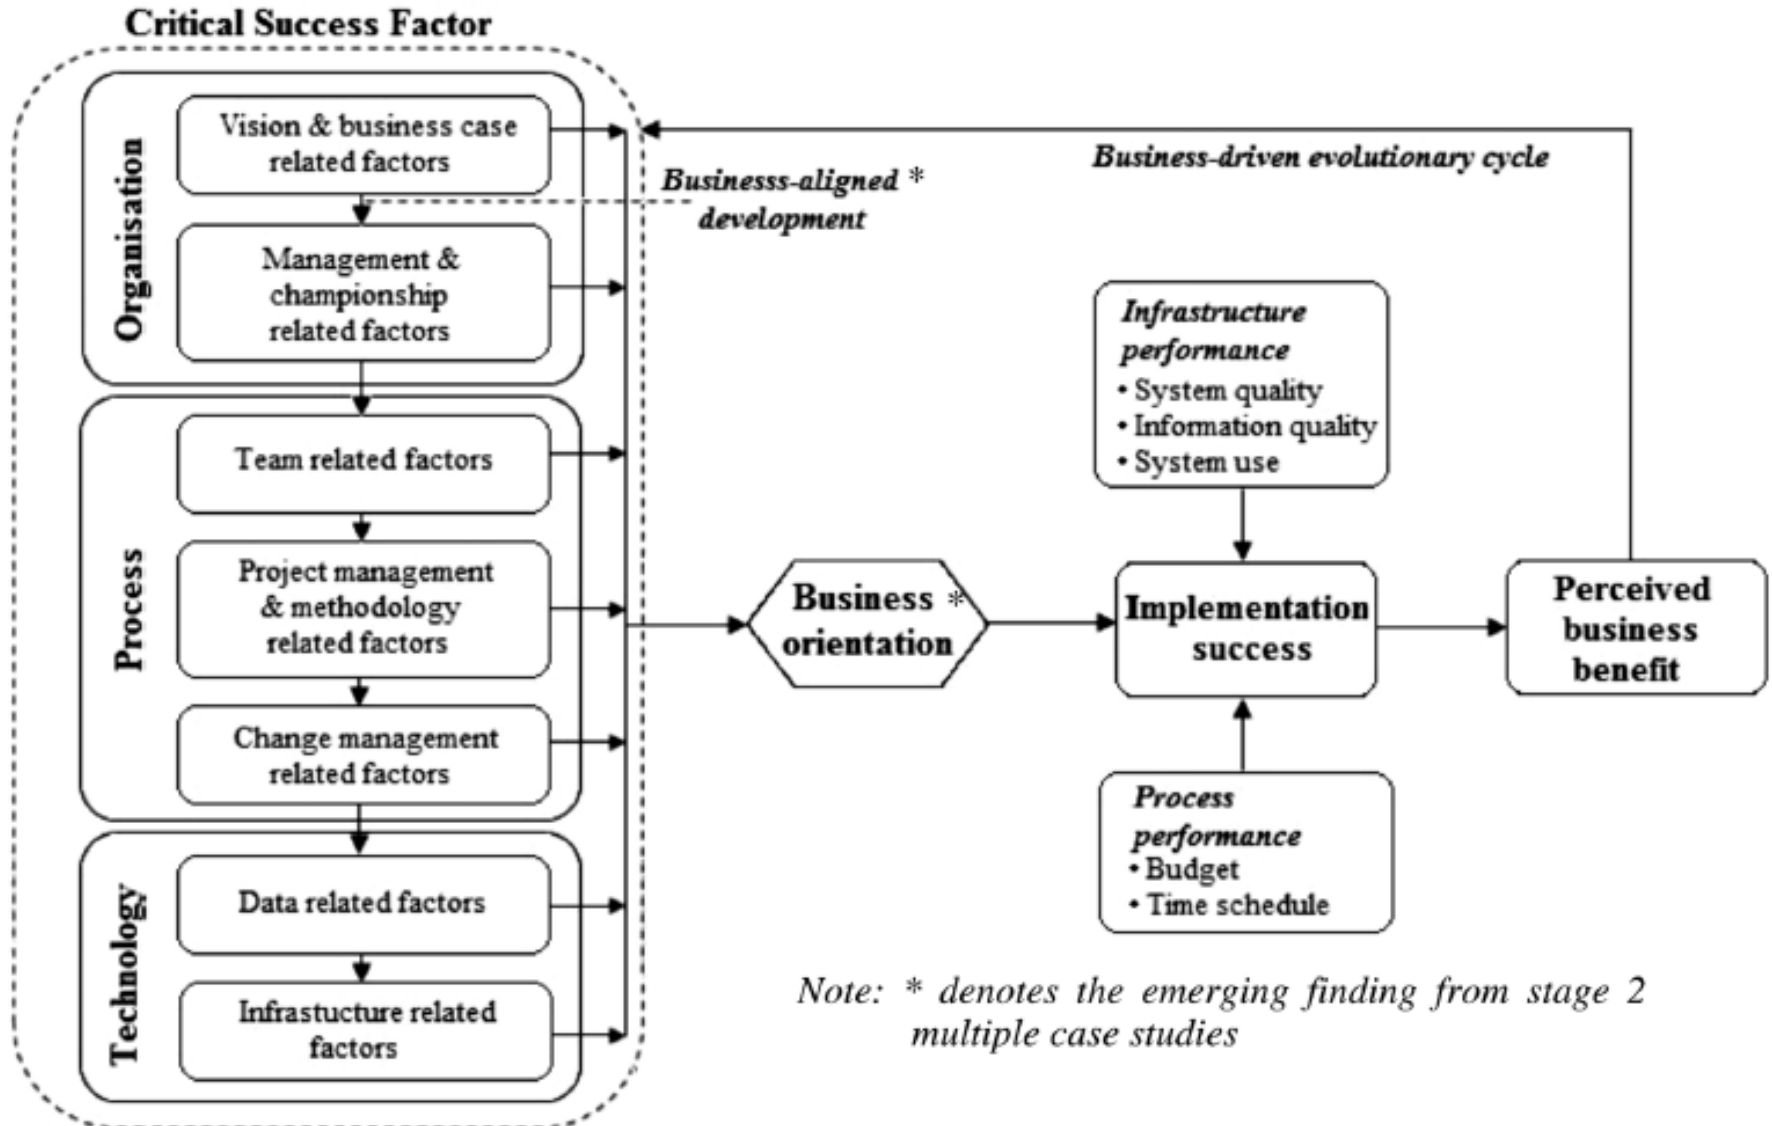 Critical Success Factor
Organisation
Vision & business case
related factors
Management &
championship
related factors
Process
Team related factors
Project management
& methodology
related factors
Change management
related factors
Technology
Data related factors
Infrastucture related
factors
Businesss-aligned *
development
Business-driven evolutionary cycle
Business *
orientation
Infrastructure
performance
• System quality
• Information quality
• System use
Implementation
success
Process
performance
• Budget
• Time schedule
Perceived
business
benefit
Note: * denotes the emerging finding from stage 2
multiple case studies